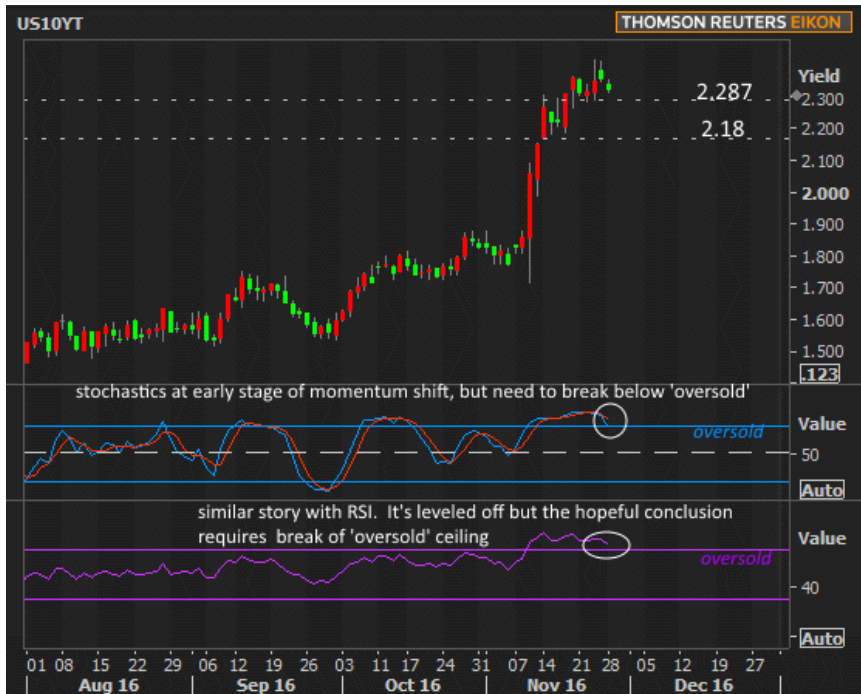 US10YT
THOMSON REUTERS EIKON
Yield
2.287
2.300
2.18
2.200
2.100
2.000
1.900
1.800
1.700
1.600
1.500
.123
stochastics at early stage of momentum shift, but need to break below 'oversold'
Value
oversold
50
Auto
similar story with RSI. It's leveled off but the hopeful conclusion
requires break of 'oversold' ceiling
Value
oversold
40
Auto
01 08 15 22 29 06 12 19 26 03 11 17 24 31 07 14 21 28 05 12 19 27
Aug 16 Sep 16 Oct 16 Nov 16 Dec 16